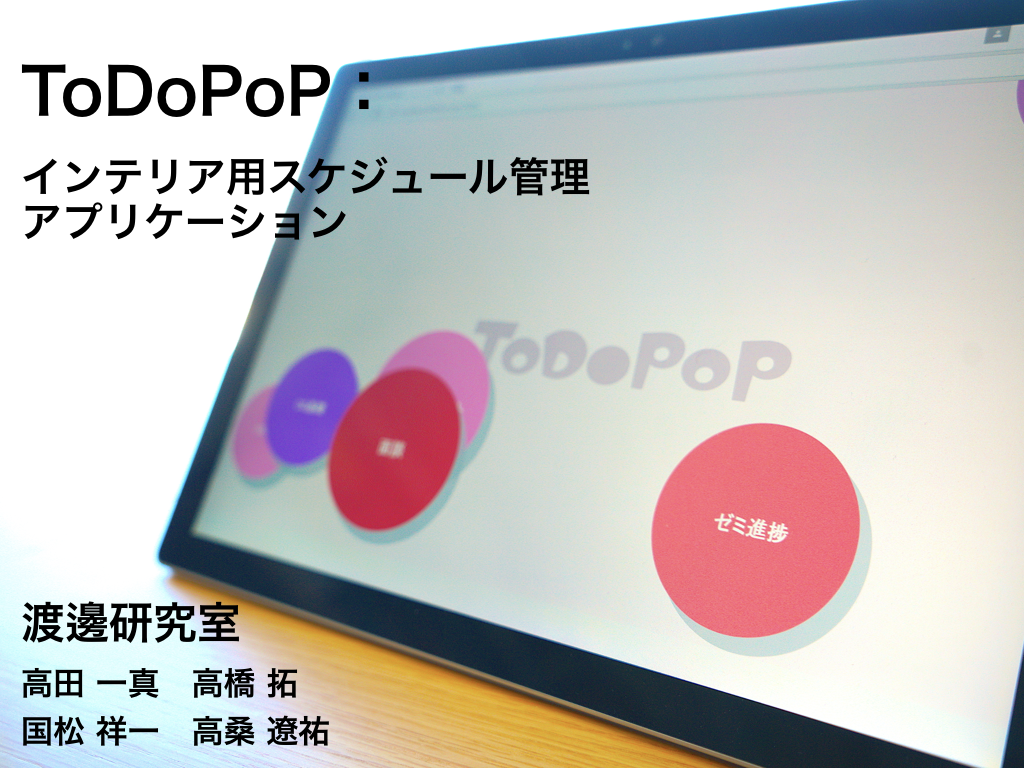 ToDoPoP：
インテリア用スケジュール管理
アプリケーション
ToDoPoP
ゼミ進捗
渡邊研究室
高田 一真　高橋 拓
国松 祥一　高桑 遼祐